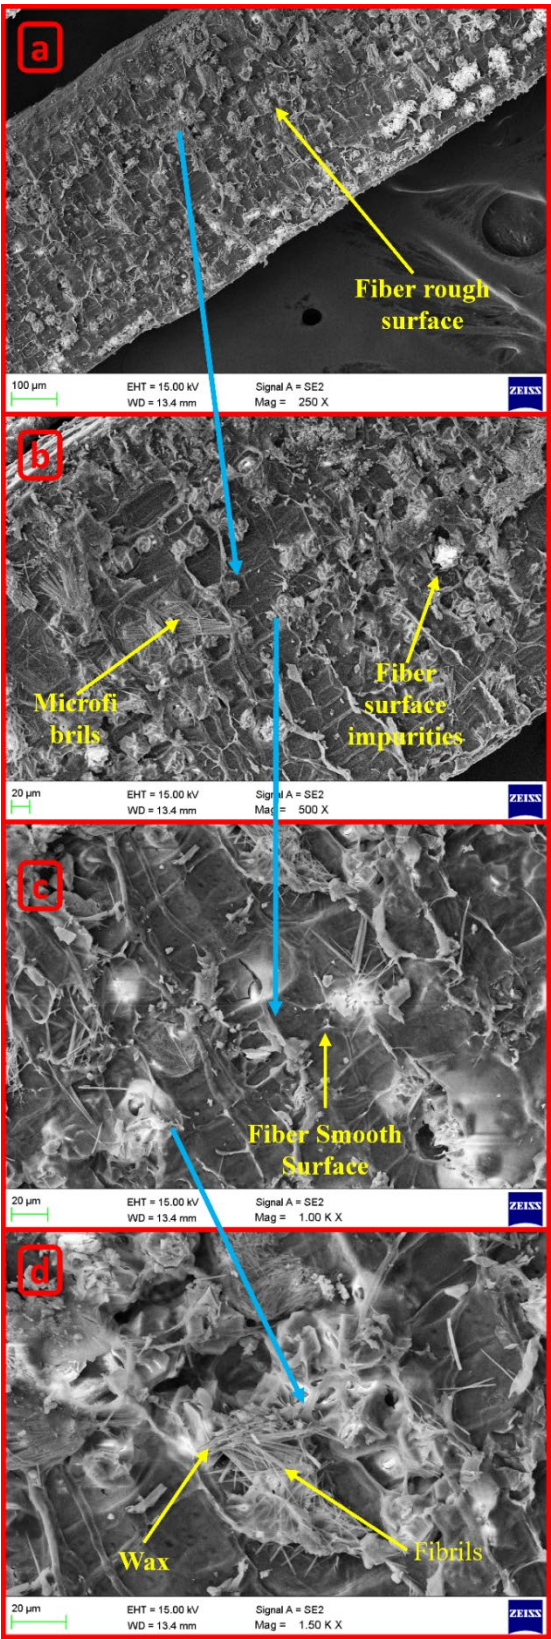 a
Fiber rough
surface
100 µm
EHT = 15.00 kV
Signal A = SE2
WD = 13.4 mm
Mag = 250 X
ZEISS
b
Microfi
brils
Fiber
surface
impurities
20 µm
EHT = 15.00 kV
Signal A = SE2
WD = 13.4 mm
Mag = 500 X
ZEISS
c
Fiber Smooth
Surface
20 µm
EHT = 15.00 kV
Signal A = SE2
WD = 13.4 mm
Mag = 1.00 K X
ZEISS
d
Wax
Fibrils
20 µm
EHT = 15.00 kV
Signal A = SE2
WD = 13.4 mm
Mag = 1.50 K X
ZEISS